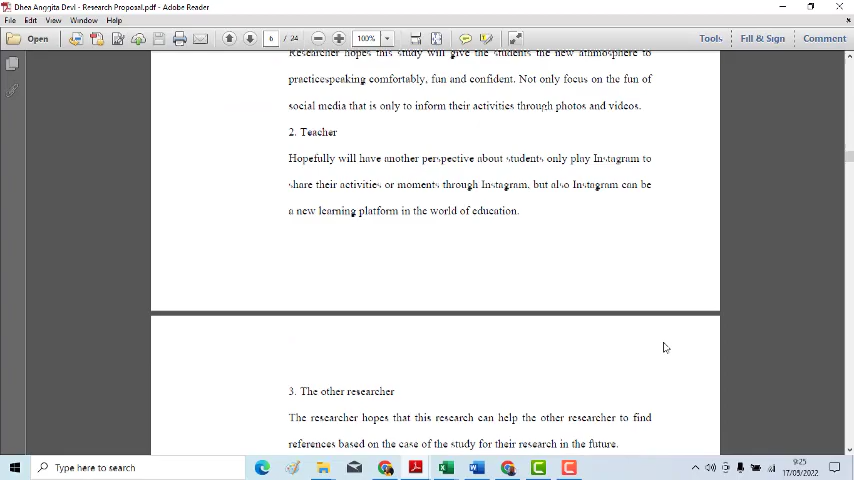 Dhea Anggita Devi - Research Proposal.pdf - Adobe Reader
File Edit View Window Help
Open 6 / 24 100% Tools Fill & Sign Comment
Researcher hopes this study will give the students the new athmosphere to
practicespeaking comfortably, fun and confident. Not only focus on the fun of
social media that is only to inform their activities through photos and videos.
2. Teacher
Hopefully will have another perspective about students only play Instagram to
share their activities or moments through Instagram, but also Instagram can be
a new learning platform in the world of education.
3. The other researcher
The researcher hopes that this research can help the other researcher to find
references based on the case of the study for their research in the future.
Type here to search
9:25
17/05/2022